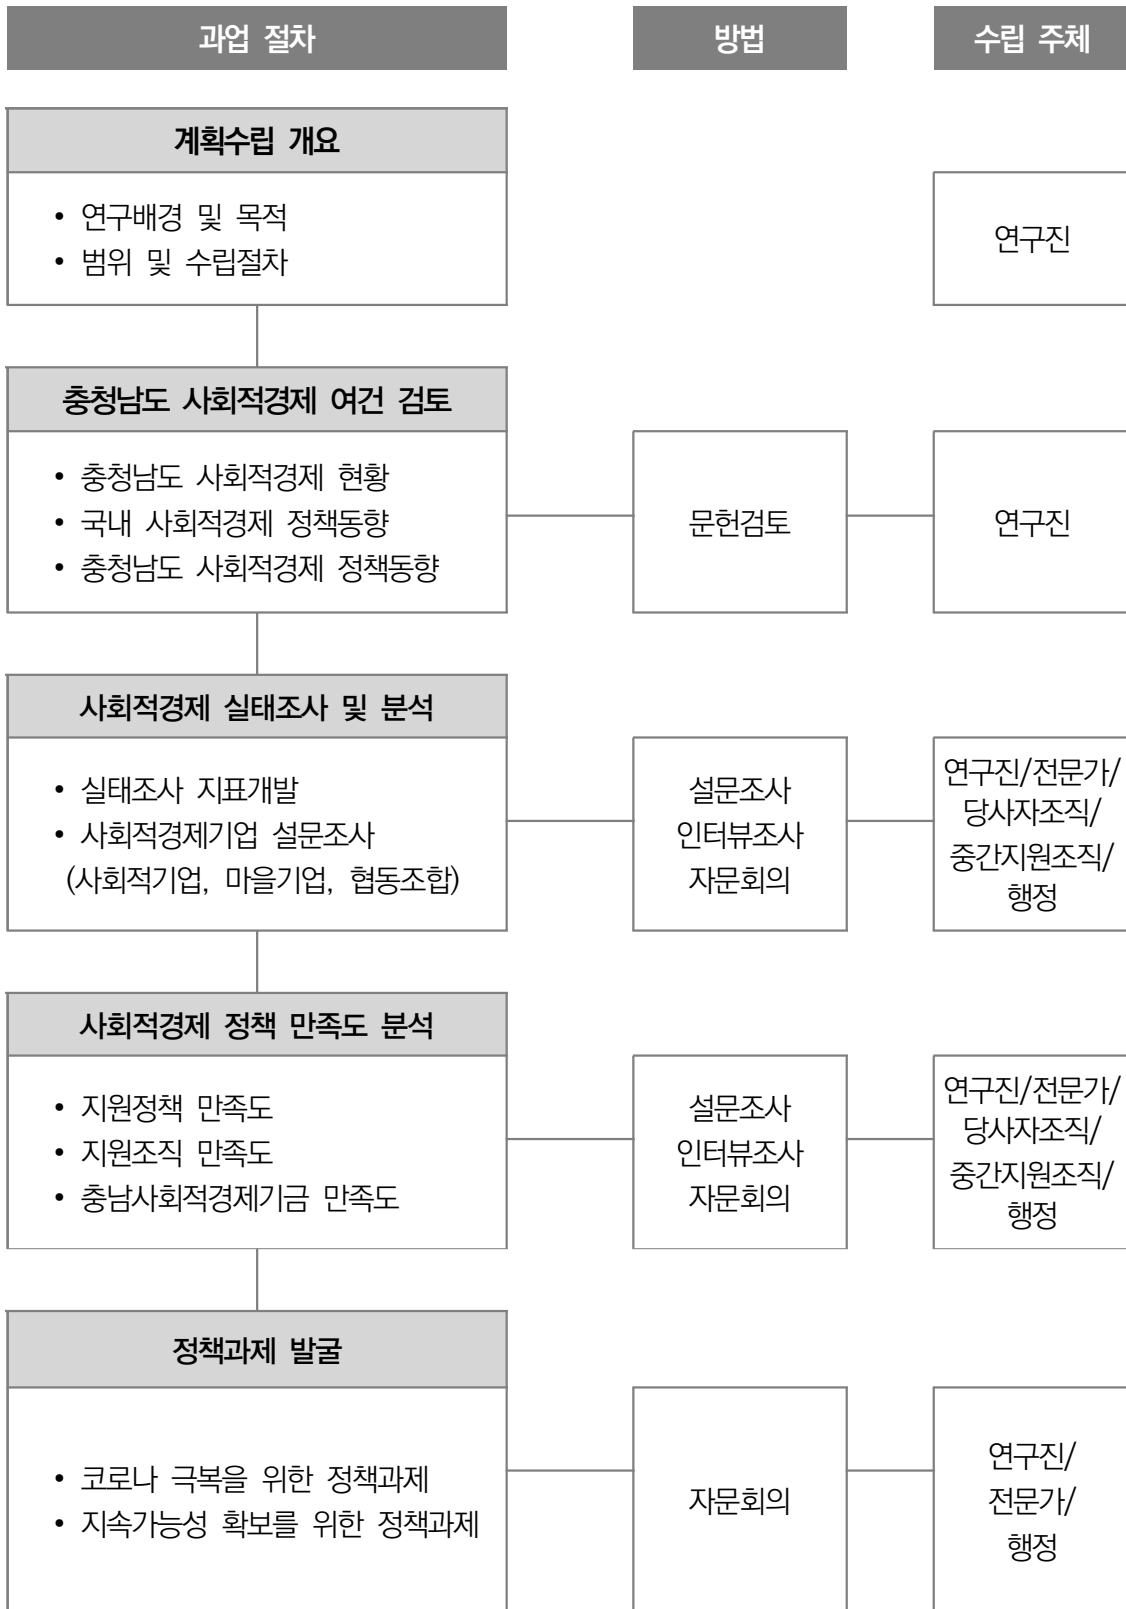 과업 절차
방법
수립 주체
계획수립 개요
• 연구배경 및 목적
• 범위 및 수립절차
연구진
충청남도 사회적경제 여건 검토
• 충청남도 사회적경제 현황
• 국내 사회적경제 정책동향
• 충청남도 사회적경제 정책동향
문헌검토
연구진
사회적경제 실태조사 및 분석
• 실태조사 지표개발
• 사회적경제기업 설문조사
(사회적기업, 마을기업, 협동조합)
설문조사
인터뷰조사
자문회의
연구진/전문가/
당사자조직/
중간지원조직/
행정
사회적경제 정책 만족도 분석
• 지원정책 만족도
• 지원조직 만족도
• 충남사회적경제기금 만족도
설문조사
인터뷰조사
자문회의
연구진/전문가/
당사자조직/
중간지원조직/
행정
정책과제 발굴
• 코로나 극복을 위한 정책과제
• 지속가능성 확보를 위한 정책과제
자문회의
연구진/
전문가/
행정